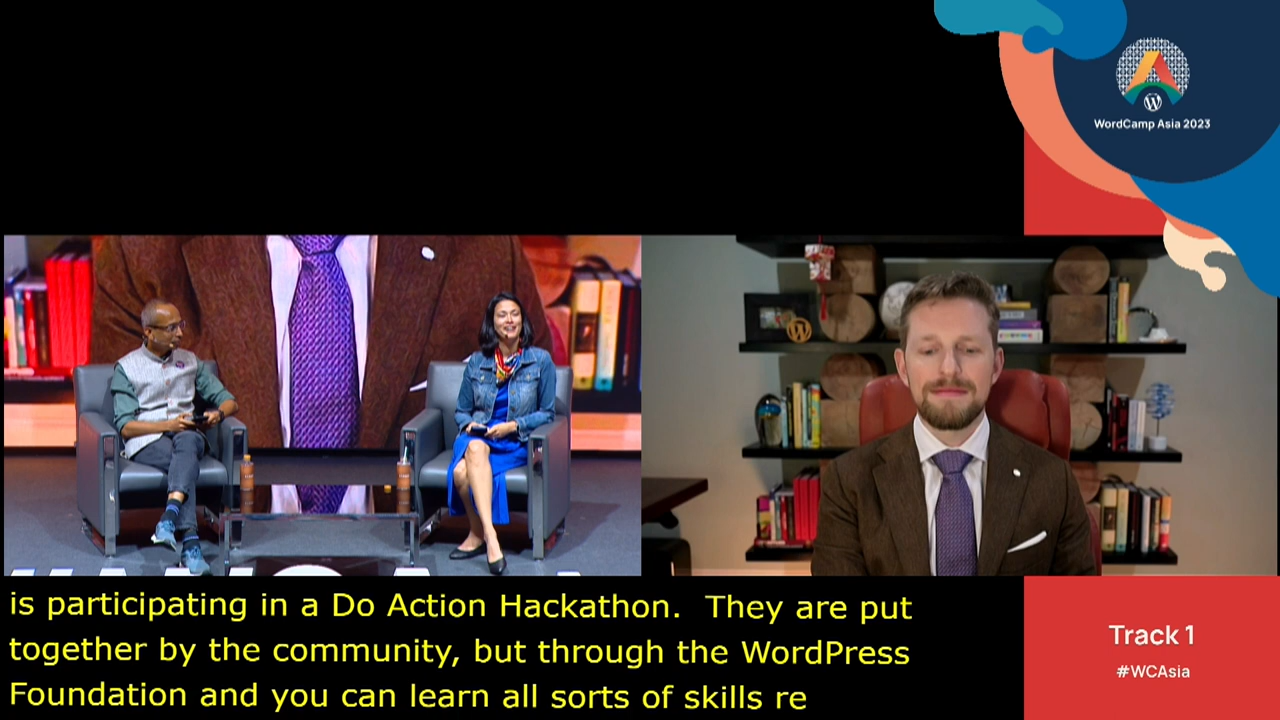 WordCamp Asia 2023
is participating in a Do Action Hackathon.  They are put
together by the community, but through the WordPress
Foundation and you can learn all sorts of skills re
Track 1
#WCAsia